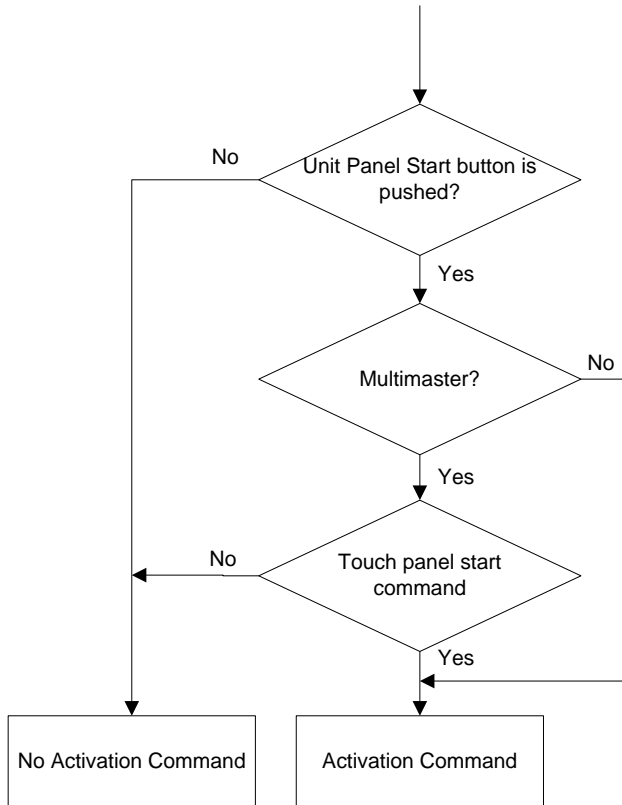 No
Unit Panel Start button is
pushed?
Yes
Multimaster?
No
Yes
No
Touch panel start
command
Yes
No Activation Command
Activation Command